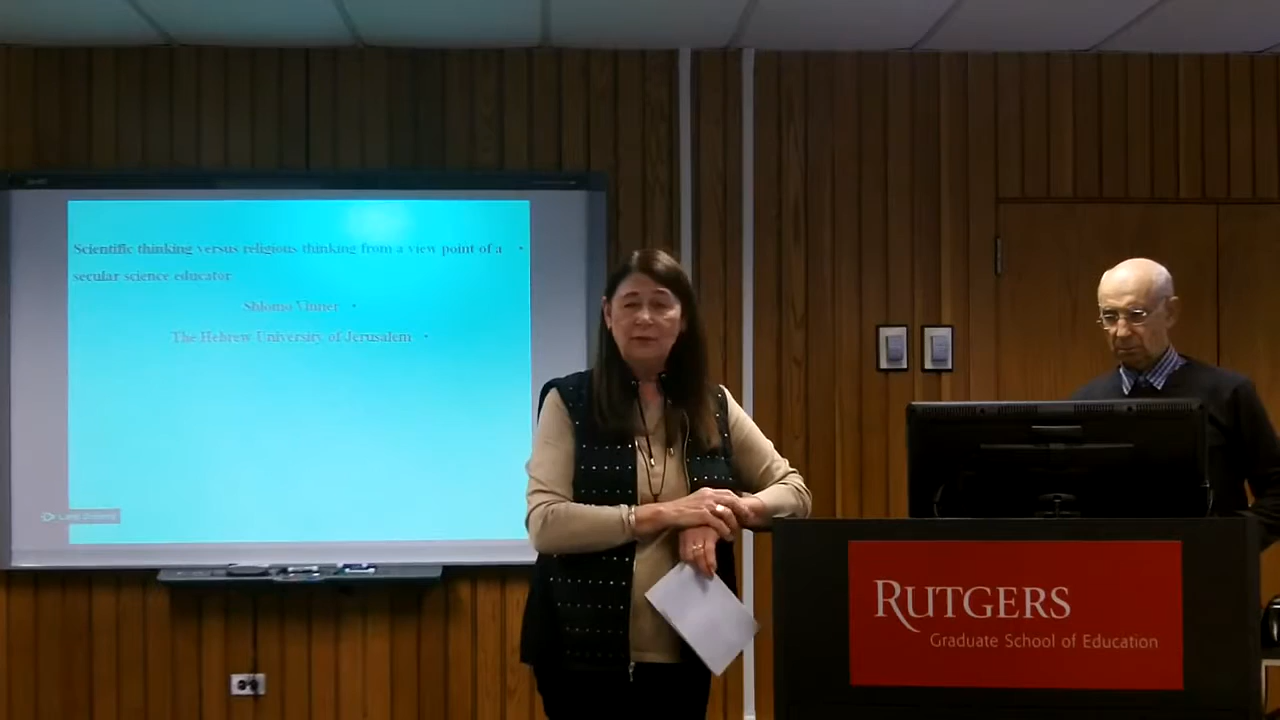 Scientific thinking versus religious thinking from a view point of a •
secular science educator
Shlomo Vinner •
The Hebrew University of Jerusalem •
RUTGERS
Graduate School of Education